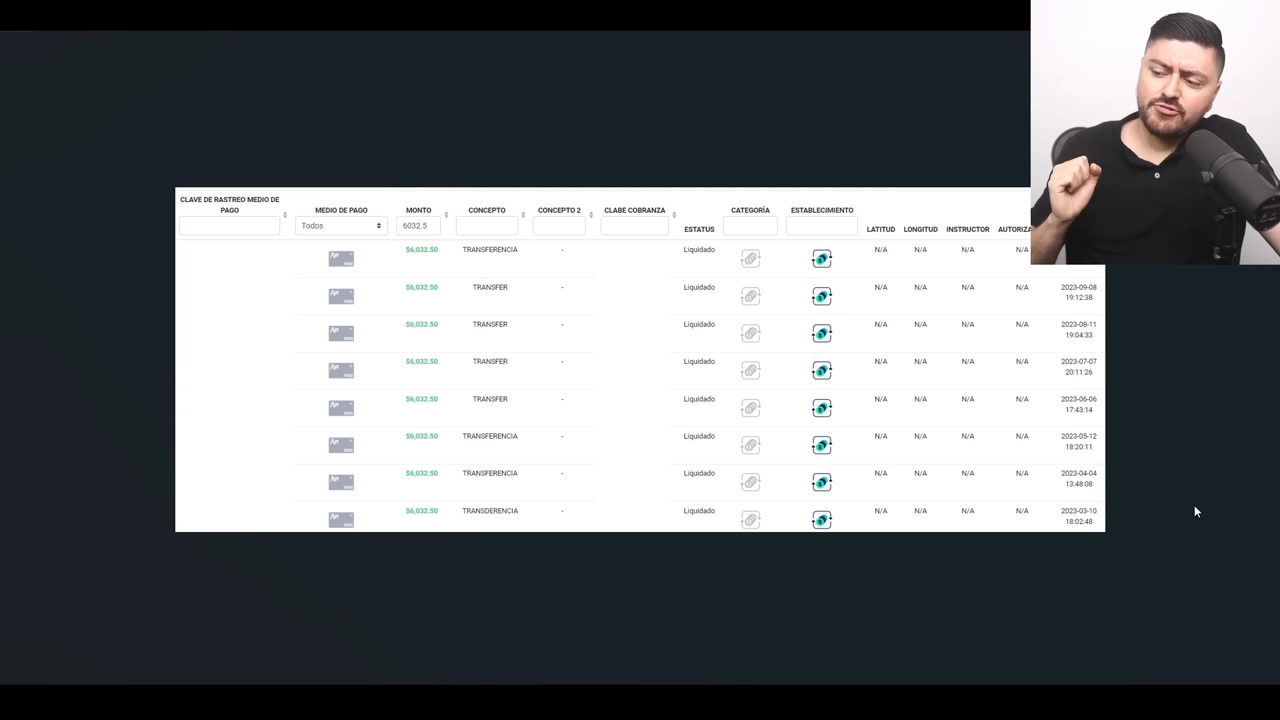 CLAVE DE RASTREO MEDIO DE
PAGO MEDIO DE PAGO MONTO CONCEPTO CONCEPTO 2 CLABE COBRANZA CATEGORÍA ESTABLECIMIENTO
Todos 6032.5
ESTATUS LATITUD LONGITUD INSTRUCTOR AUTORIZA
$6,032.50 TRANSFERENCIA - Liquidado N/A N/A N/A N/A
$6,032.50 TRANSFER - Liquidado N/A N/A N/A N/A 2023-09-08
19:12:38
$6,032.50 TRANSFER - Liquidado N/A N/A N/A N/A 2023-08-11
19:04:33
$6,032.50 TRANSFER - Liquidado N/A N/A N/A N/A 2023-07-07
20:11:26
$6,032.50 TRANSFER - Liquidado N/A N/A N/A N/A 2023-06-06
17:43:14
$6,032.50 TRANSFERENCIA - Liquidado N/A N/A N/A N/A 2023-05-12
18:20:11
$6,032.50 TRANSFERENCIA - Liquidado N/A N/A N/A N/A 2023-04-04
13:48:08
$6,032.50 TRANSDERENCIA - Liquidado N/A N/A N/A N/A 2023-03-10
18:02:48